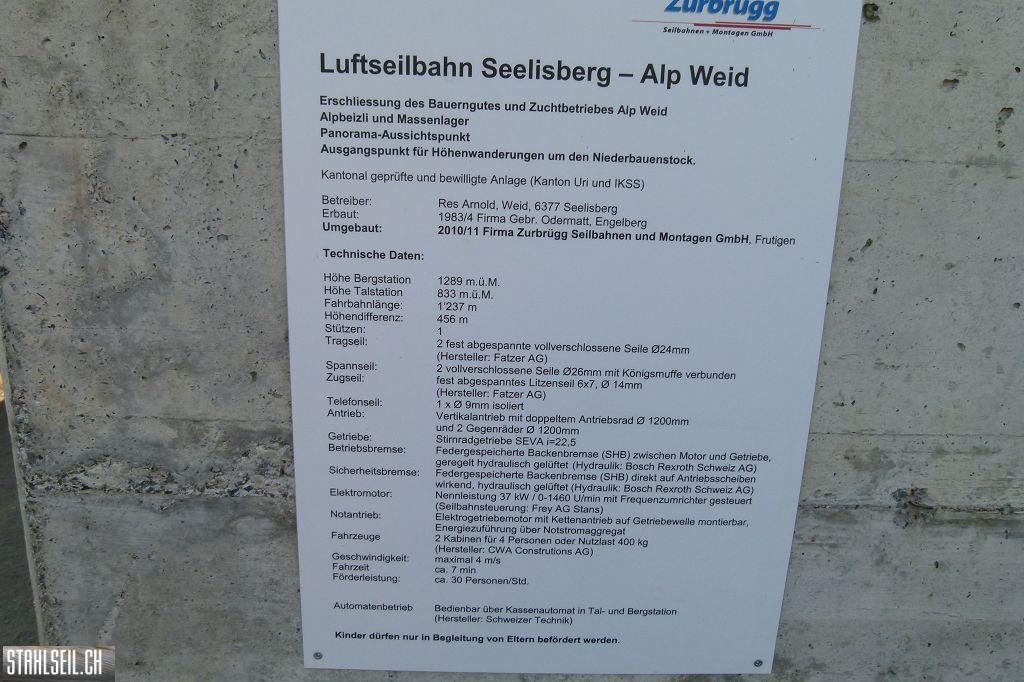 Zurbrügg
Seilbahnen + Montagen GmbH
Luftseilbahn Seelisberg – Alp Weid
Erschliessung des Bauerngutes und Zuchtbetriebes Alp Weid
Alpbeizli und Massenlager
Panorama-Aussichtspunkt
Ausgangspunkt für Höhenwanderungen um den Niederbauenstock.
Kantonal geprüfte und bewilligte Anlage (Kanton Uri und IKSS)
Betreiber: Res Arnold, Weid, 6377 Seelisberg
Erbaut: 1983/4 Firma Gebr. Odermatt, Engelberg
Umgebaut: 2010/11 Firma Zurbrügg Seilbahnen und Montagen GmbH, Frutigen
Technische Daten:
Höhe Bergstation 1289 m.ü.M.
Höhe Talstation 833 m.ü.M.
Fahrbahnlänge: 1'237 m
Höhendifferenz: 456 m
Stützen: 1
Tragseil: 2 fest abgespannte vollverschlossene Seile Ø24mm
(Hersteller: Fatzer AG)
Spannseil: 2 vollverschlossene Seile Ø26mm mit Königsmuffe verbunden
Zugseil: fest abgespanntes Litzenseil 6x7, Ø 14mm
(Hersteller: Fatzer AG)
Telefonseil: 1 x Ø 9mm isoliert
Antrieb: Vertikalantrieb mit doppeltem Antriebsrad Ø 1200mm
und 2 Gegenräder Ø 1200mm
Getriebe: Stirnradgetriebe SEVA i=22,5
Betriebsbremse: Federgespeicherte Backenbremse (SHB) zwischen Motor und Getriebe,
geregelt hydraulisch gelüftet (Hydraulik: Bosch Rexroth Schweiz AG)
Sicherheitsbremse: Federgespeicherte Backenbremse (SHB) direkt auf Antriebsscheiben
wirkend, hydraulisch gelüftet (Hydraulik: Bosch Rexroth Schweiz AG)
Elektromotor: Nennleistung 37 kW / 0-1460 U/min mit Frequenzumrichter gesteuert
(Seilbahnsteuerung: Frey AG Stans)
Notantrieb: Elektrogetriebemotor mit Kettenantrieb auf Getriebewelle montierbar,
Energiezuführung über Notstromaggregat
Fahrzeuge 2 Kabinen für 4 Personen oder Nutzlast 400 kg
(Hersteller: CWA Construtions AG)
Geschwindigkeit: maximal 4 m/s
Fahrzeit ca. 7 min
Förderleistung: ca. 30 Personen/Std.
Automatenbetrieb Bedienbar über Kassenautomat in Tal- und Bergstation
(Hersteller: Schweizer Technik)
Kinder dürfen nur in Begleitung von Eltern befördert werden.
STAHLSEIL.CH